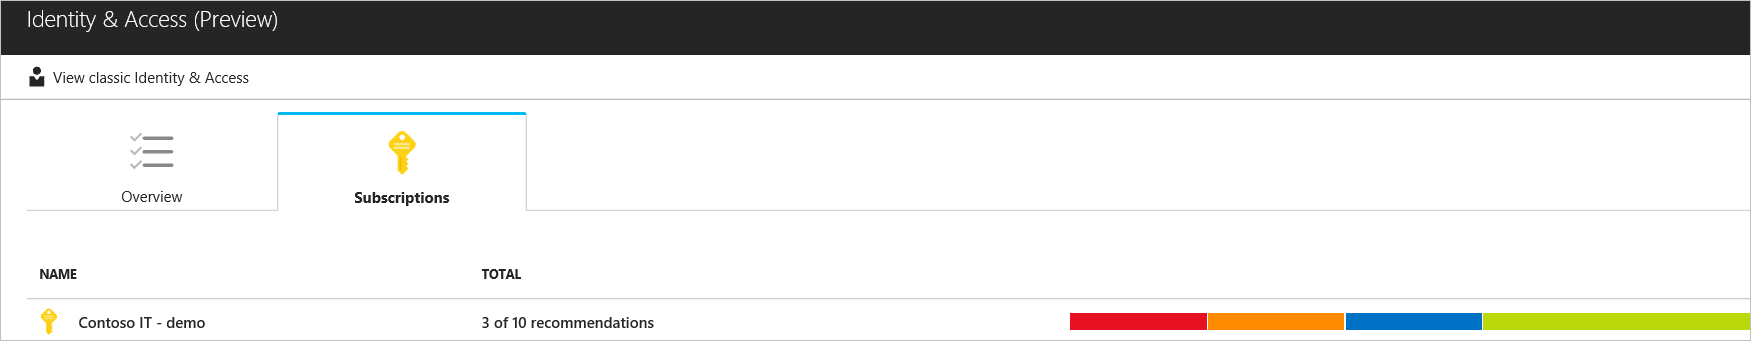 Identity & Access (Preview)
View classic Identity & Access
Overview
Subscriptions
NAME TOTAL
Contoso IT - demo 3 of 10 recommendations